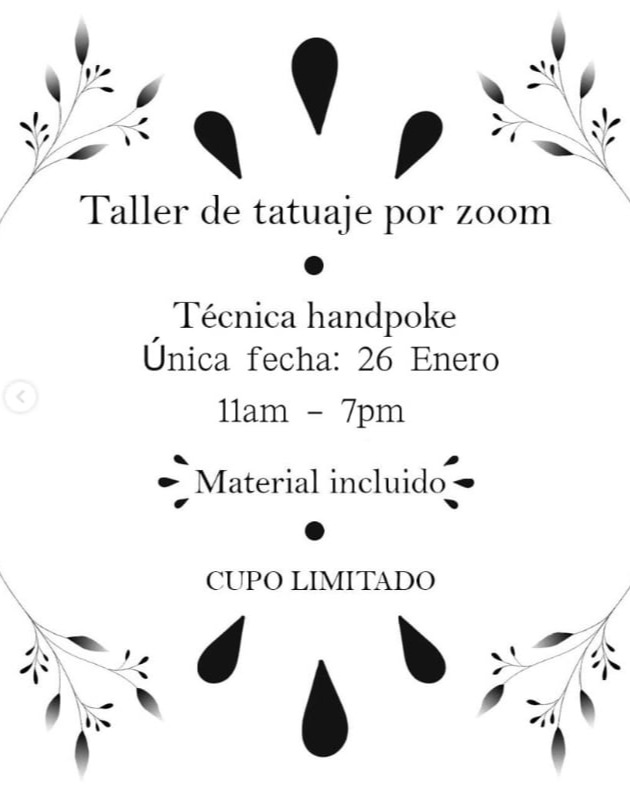 Taller de tatuaje por zoom
Técnica handpoke
Única fecha: 26 Enero
11am - 7pm
Material incluido
CUPO LIMITADO